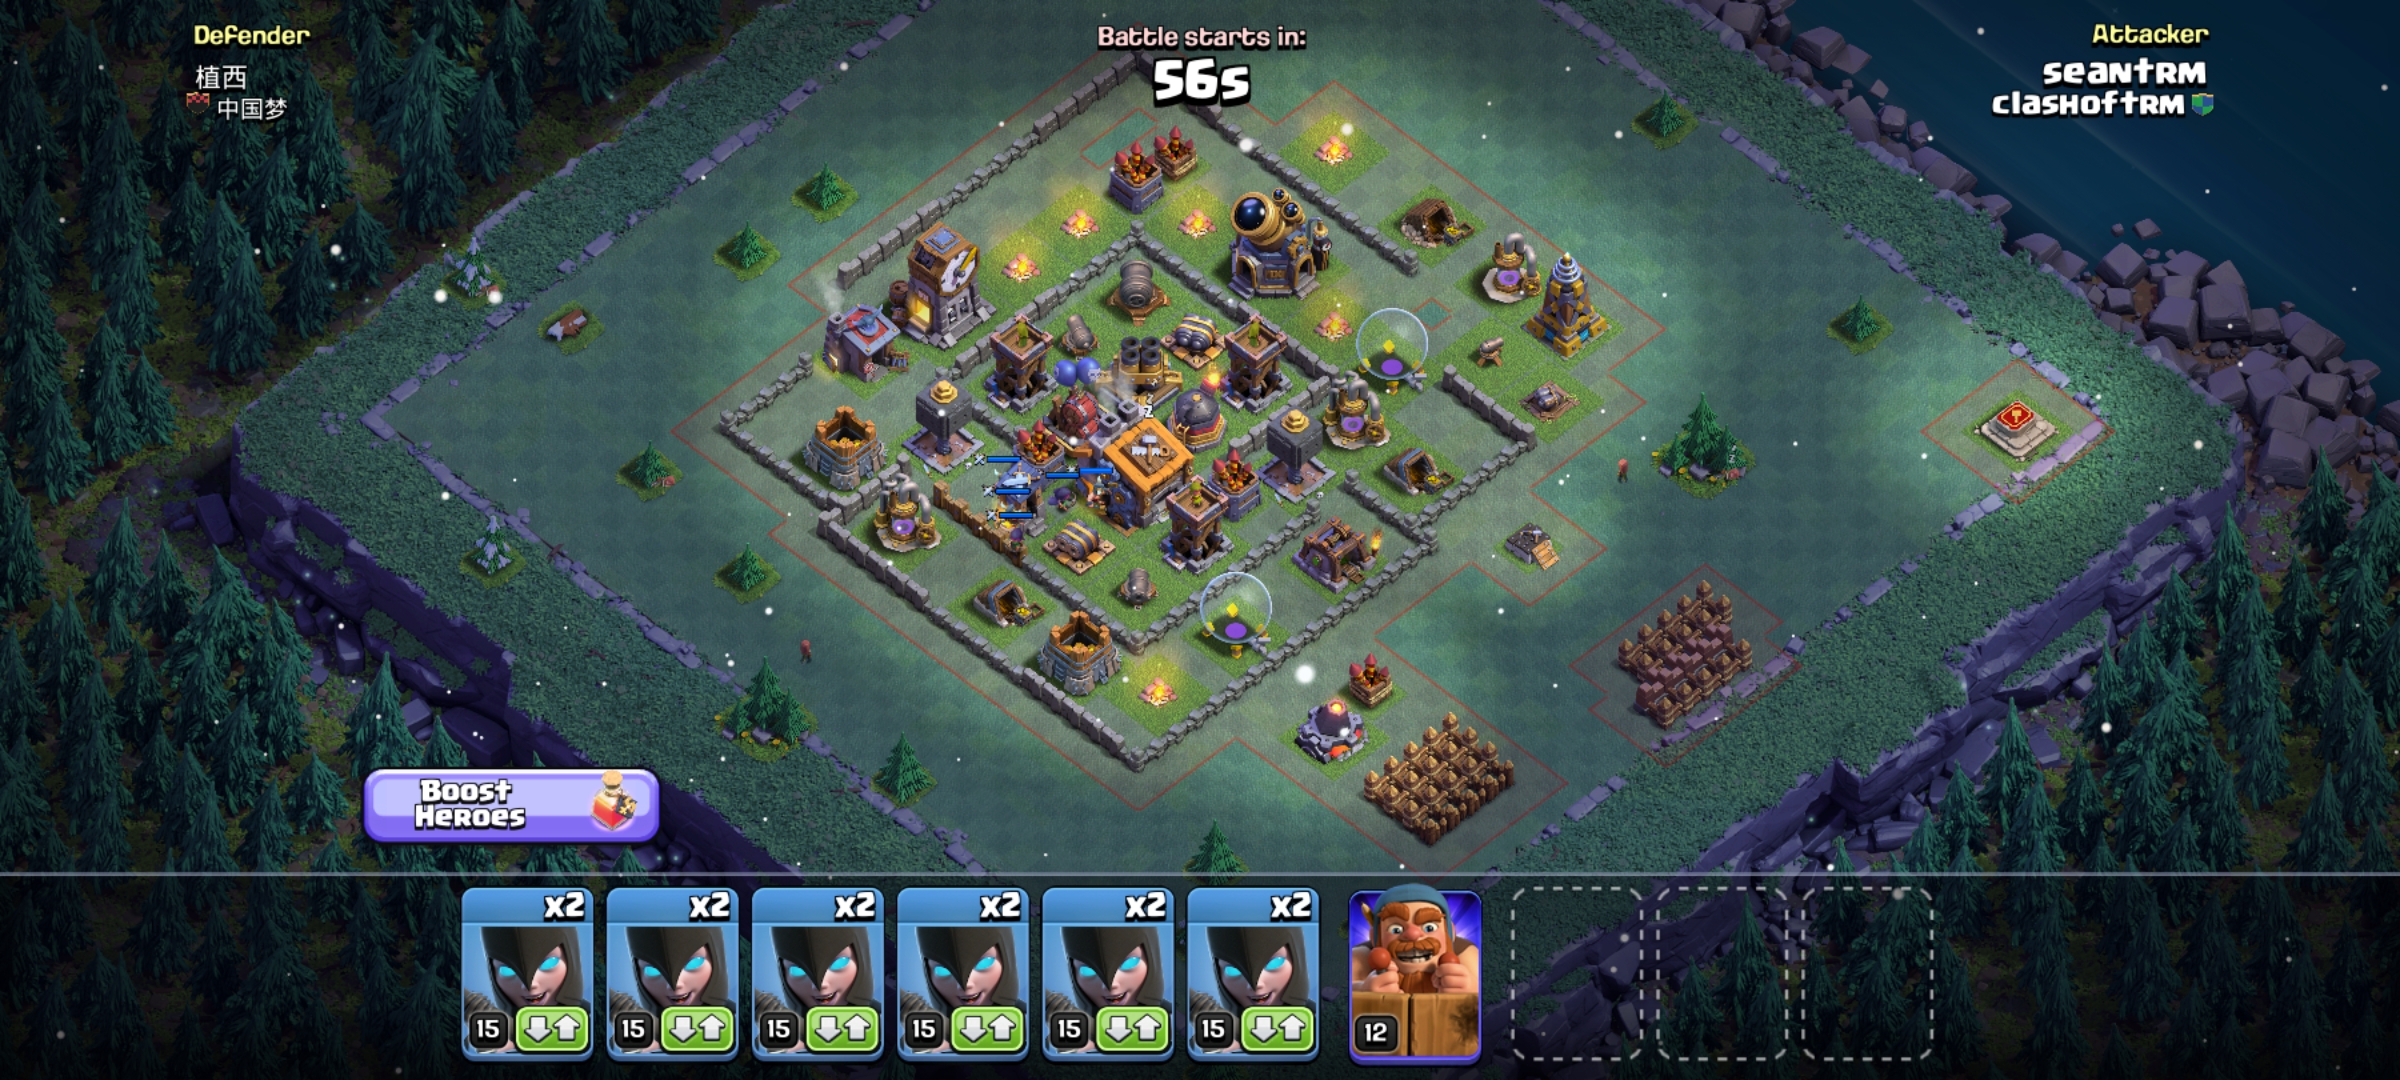 Defender
植西
中国梦
Battle starts in:
56s
Attacker
seantRM
clashoftRM
Boost
Heroes
x2
x2
x2
x2
x2
x2
15
15
15
15
15
15
12